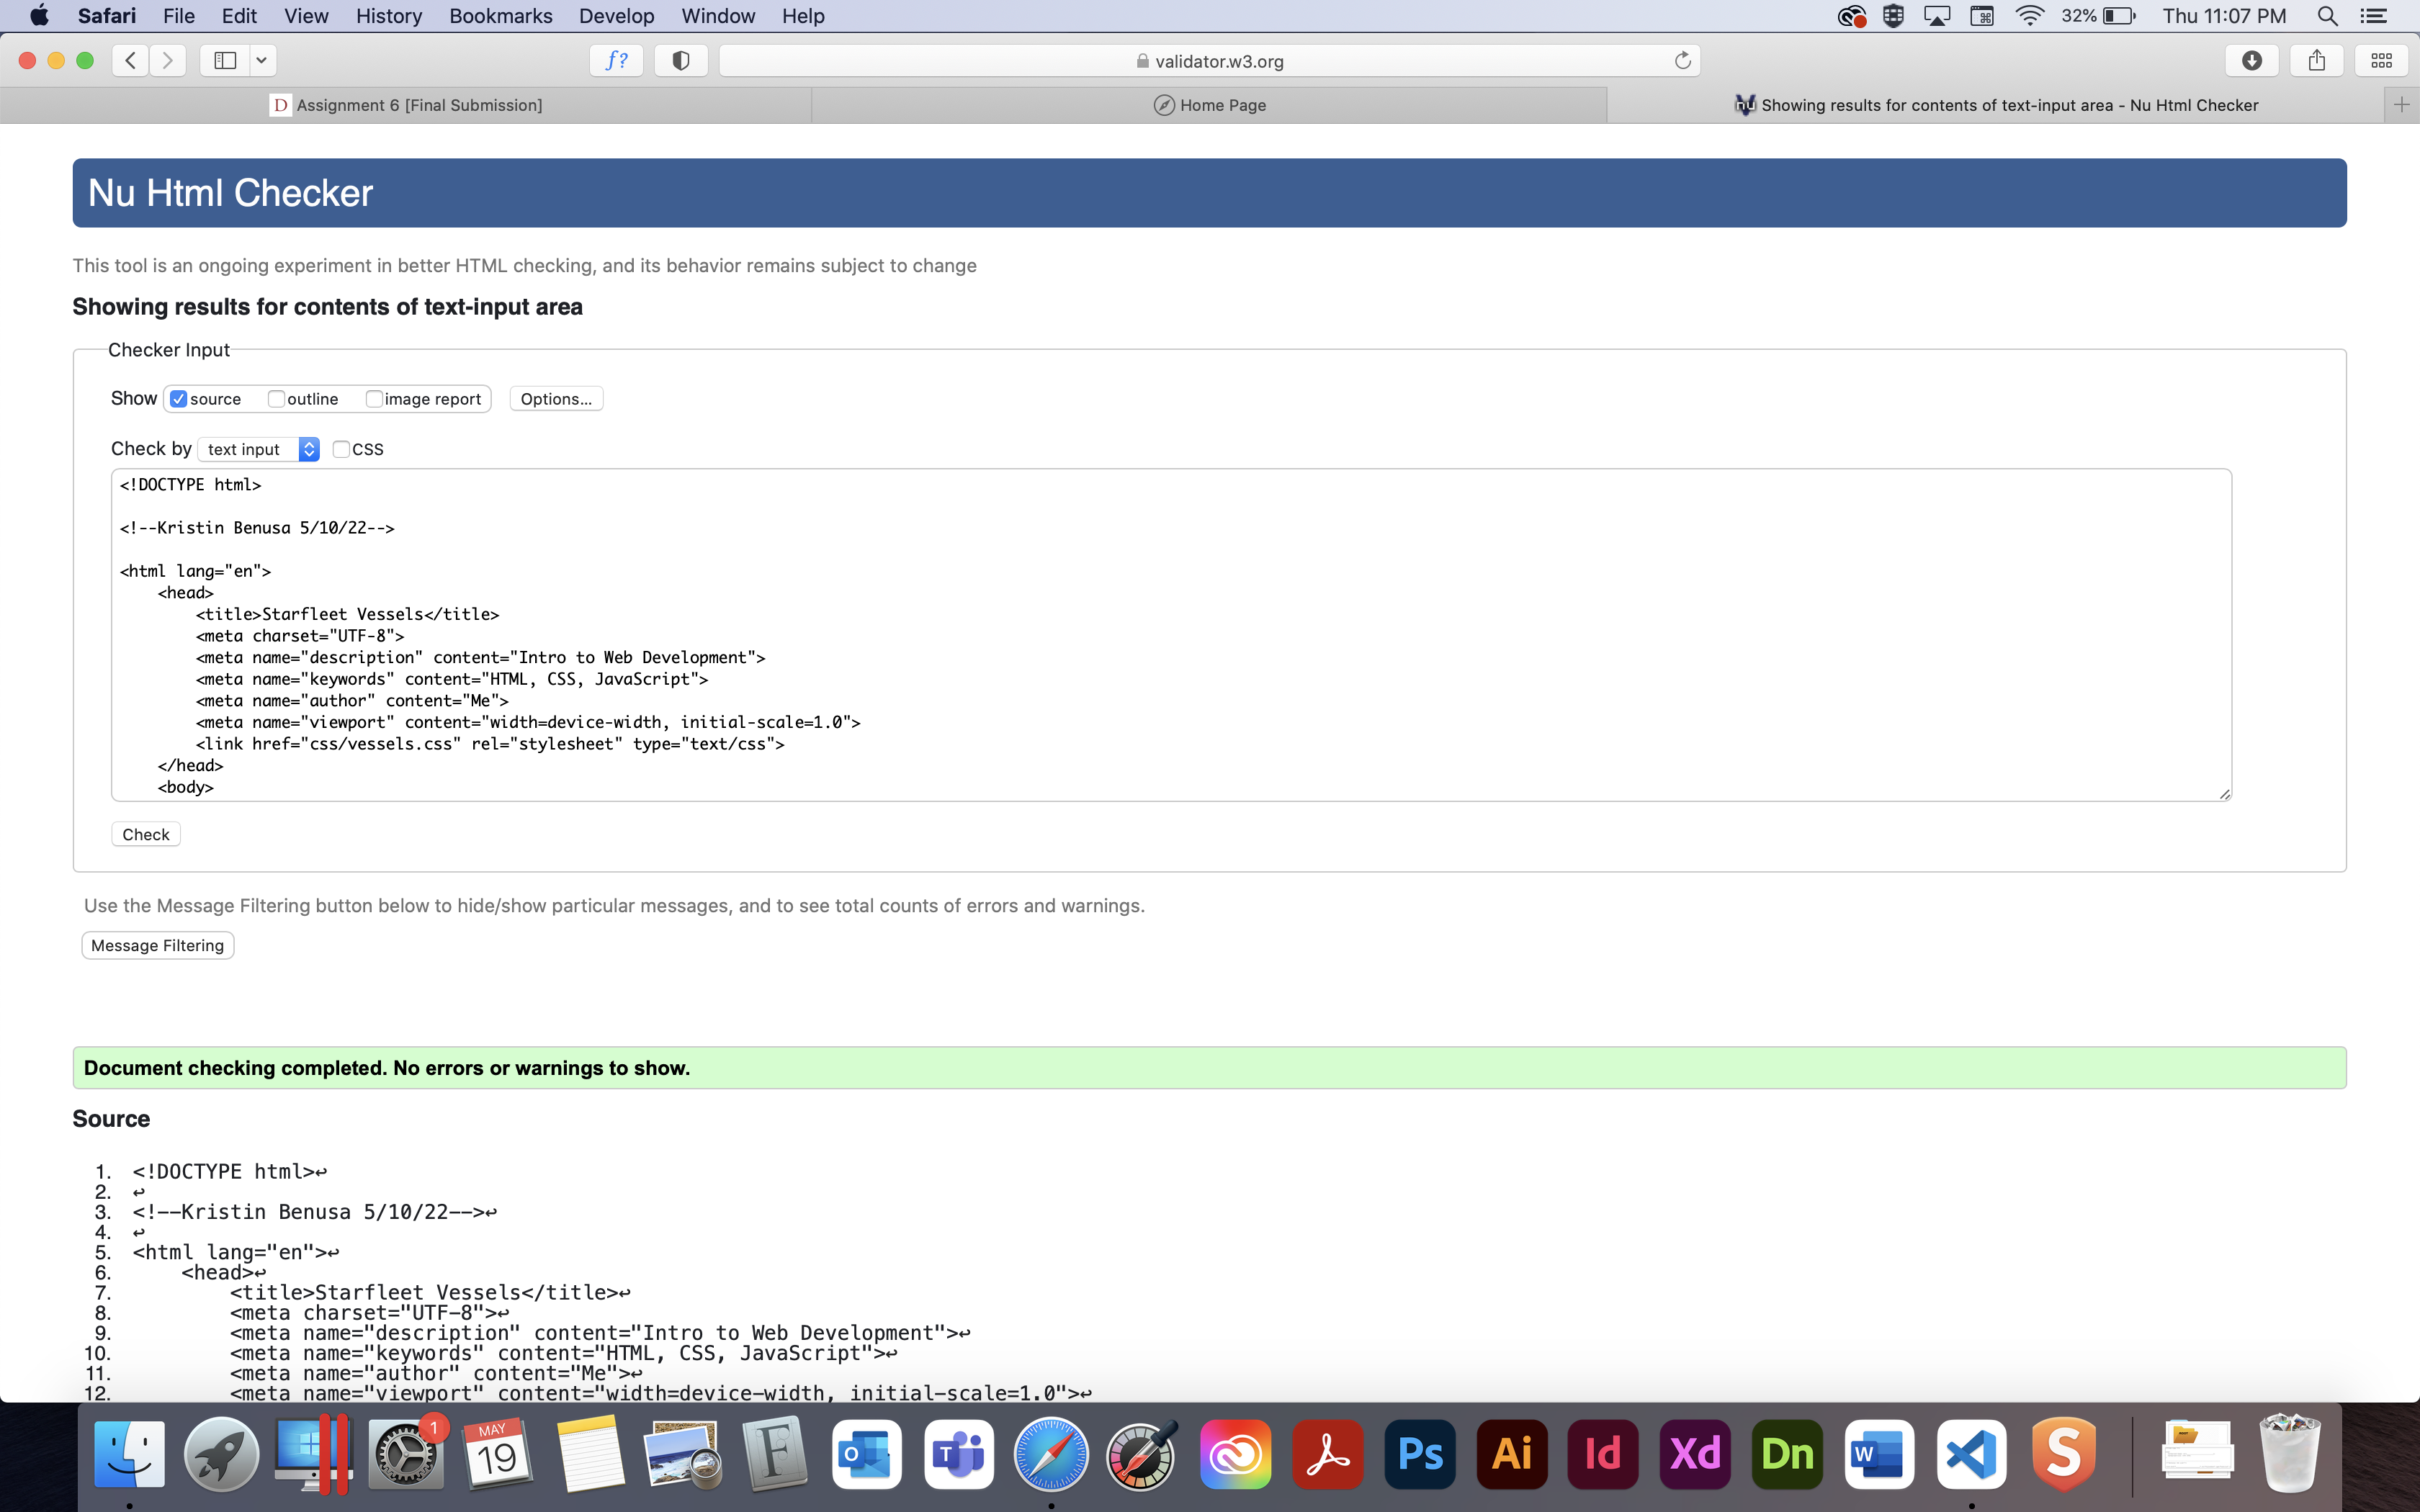 Safari File Edit View History Bookmarks Develop Window Help 32% Thu 11:07 PM
f? validator.w3.org
D Assignment 6 [Final Submission] Home Page nu Showing results for contents of text-input area - Nu Html Checker
Nu Html Checker
This tool is an ongoing experiment in better HTML checking, and its behavior remains subject to change
Showing results for contents of text-input area
Checker Input
Show source outline image report Options...
Check by text input CSS
<!DOCTYPE html>
<!--Kristin Benusa 5/10/22-->
<html lang="en">
<head>
<title>Starfleet Vessels</title>
<meta charset="UTF-8">
<meta name="description" content="Intro to Web Development">
<meta name="keywords" content="HTML, CSS, JavaScript">
<meta name="author" content="Me">
<meta name="viewport" content="width=device-width, initial-scale=1.0">
<link href="css/vessels.css" rel="stylesheet" type="text/css">
</head>
<body>
Check
Use the Message Filtering button below to hide/show particular messages, and to see total counts of errors and warnings.
Message Filtering
Document checking completed. No errors or warnings to show.
Source
1. <!DOCTYPE html>↩
2. ↩
3. <!--Kristin Benusa 5/10/22-->↩
4. ↩
5. <html lang="en">↩
6. <head>↩
7. <title>Starfleet Vessels</title>↩
8. <meta charset="UTF-8">↩
9. <meta name="description" content="Intro to Web Development">↩
10. <meta name="keywords" content="HTML, CSS, JavaScript">↩
11. <meta name="author" content="Me">↩
12. <meta name="viewport" content="width=device-width, initial-scale=1.0">↩
1 MAY 19 F O T Ps Ai Id Xd Dn W S